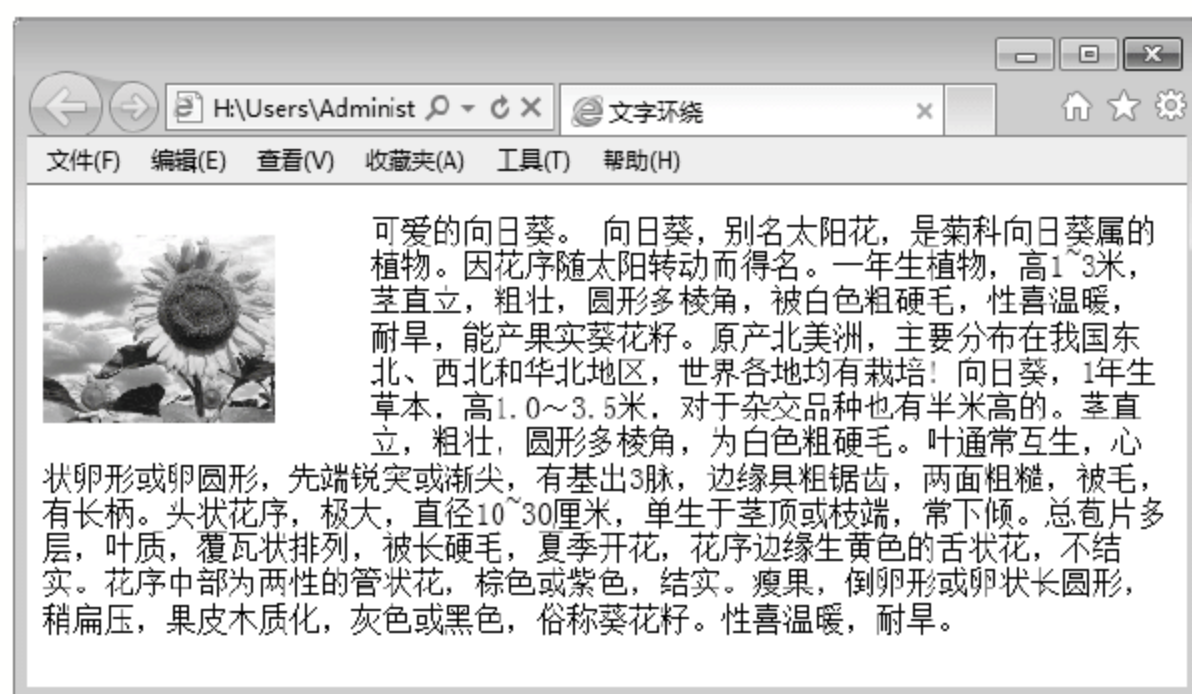 H:\Users\Administ
文字环绕
文件(F) 编辑(E) 查看(V) 收藏夹(A) 工具(T) 帮助(H)
可爱的向日葵。 向日葵，别名太阳花，是菊科向日葵属的
植物。因花序随太阳转动而得名。一年生植物，高1~3米，
茎直立，粗壮，圆形多棱角，被白色粗硬毛，性喜温暖，
耐旱，能产果实葵花籽。原产北美洲，主要分布在我国东
北、西北和华北地区，世界各地均有栽培！向日葵，1年生
草本，高1.0～3.5米，对于杂交品种也有半米高的。茎直
立，粗壮，圆形多棱角，为白色粗硬毛。叶通常互生，心
状卵形或卵圆形，先端锐突或渐尖，有基出3脉，边缘具粗锯齿，两面粗糙，被毛，
有长柄。头状花序，极大，直径10~30厘米，单生于茎顶或枝端，常下倾。总苞片多
层，叶质，覆瓦状排列，被长硬毛，夏季开花，花序边缘生黄色的舌状花，不结
实。花序中部为两性的管状花，棕色或紫色，结实。瘦果，倒卵形或卵状长圆形，
稍扁压，果皮木质化，灰色或黑色，俗称葵花籽。性喜温暖，耐旱。